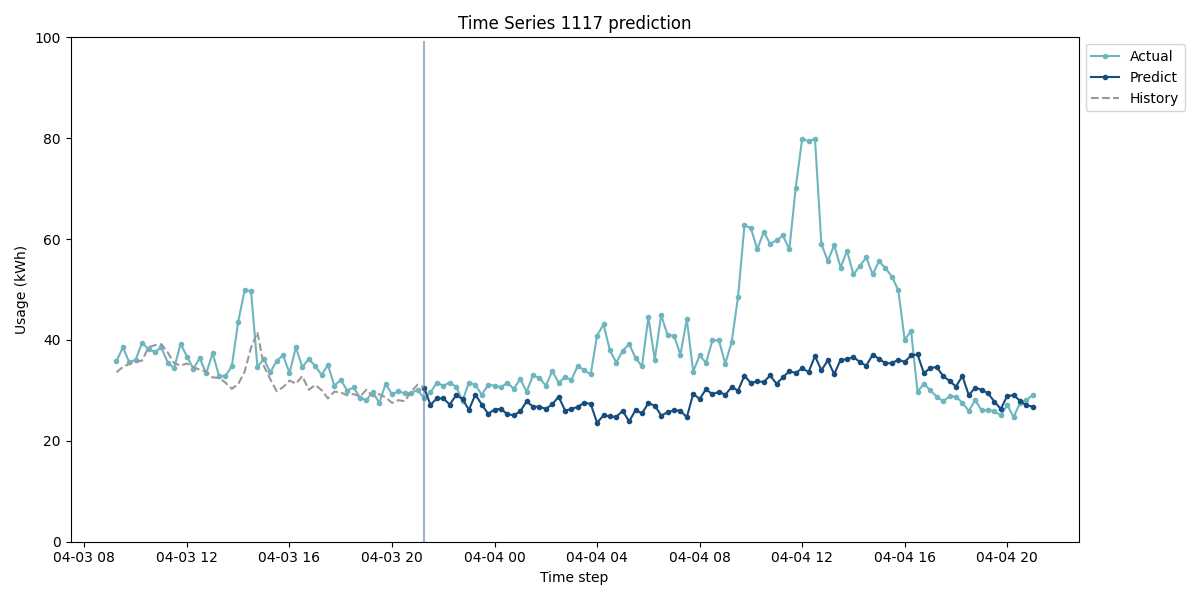 Time Series 1117 prediction
Usage (kWh)
100
80
60
40
20
0
04-03 08
04-03 12
04-03 16
04-03 20
04-04 00
04-04 04
04-04 08
04-04 12
04-04 16
04-04 20
Time step
Actual
Predict
History